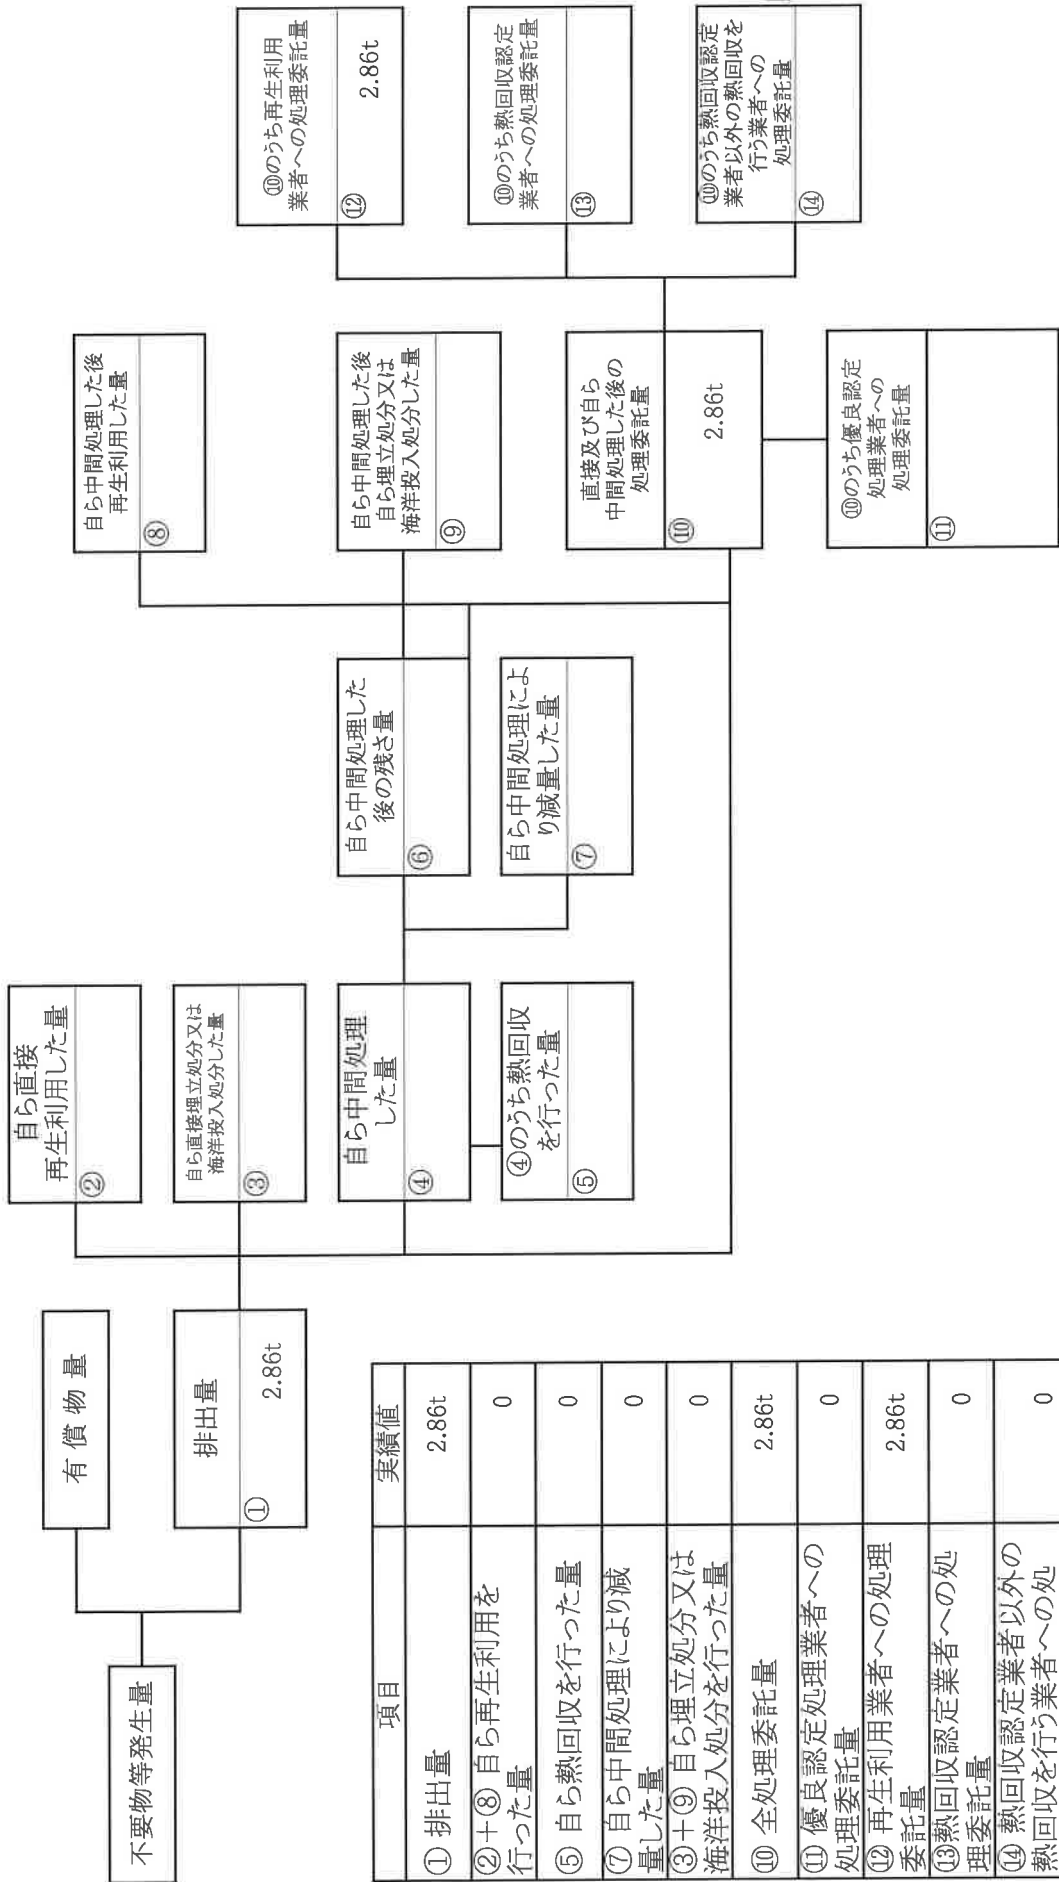 不要物等発生量
有償物量
排出量
①
2.86t
自ら直接
再生利用した量
②
自ら直接埋立処分又は
海洋投入処分した量
③
自ら中間処理
した量
④
④のうち熱回収
を行った量
⑤
自ら中間処理した
後の残さ量
⑥
自ら中間処理によ
り減量した量
⑦
自ら中間処理した後
再生利用した量
⑧
自ら中間処理した後
自ら埋立処分又は
海洋投入処分した量
⑨
直接及び自ら
中間処理した後の
処理委託量
⑩
2.86t
⑩のうち優良認定
処理業者への
処理委託量
⑪
⑩のうち再生利用
業者への処理委託量
⑫
2.86t
⑩のうち熱回収認定
業者への処理委託量
⑬
⑩のうち熱回収認定
業者以外の熱回収を
行う業者への
処理委託量
⑭
項目
実績値
①排出量
2.86t
②+⑧ 自ら再生利用を
行った量
0
⑤ 自ら熱回収を行った量
0
⑦ 自ら中間処理により減
量した量
0
③+⑨ 自ら埋立処分又は
海洋投入処分を行った量
0
⑩ 全処理委託量
2.86t
⑪ 優良認定処理業者への
処理委託量
0
⑫ 再生利用業者への処理
委託量
2.86t
⑬熱回収認定業者への処
理委託量
0
⑭ 熱回収認定業者以外の
熱回収を行う業者への処
0